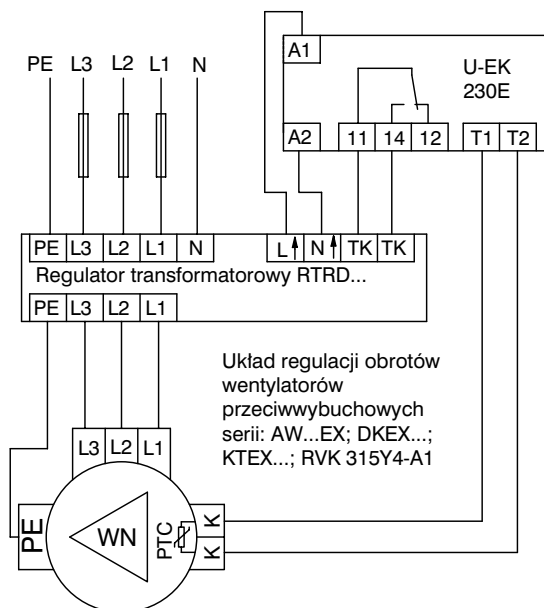 PE L3 L2 L1 N
A1
U-EK
230E
A2 11 14 12 T1 T2
PE L3 L2 L1 N L N TK TK
Regulator transformatorowy RTRD...
PE L3 L2 L1
Układ regulacji obrotów
wentylatorów
przeciwwybuchowych
serii: AW...EX; DKEX...;
KTEX...; RVK 315Y4-A1
L3 L2 L1
PE
WN
PTC
K
K